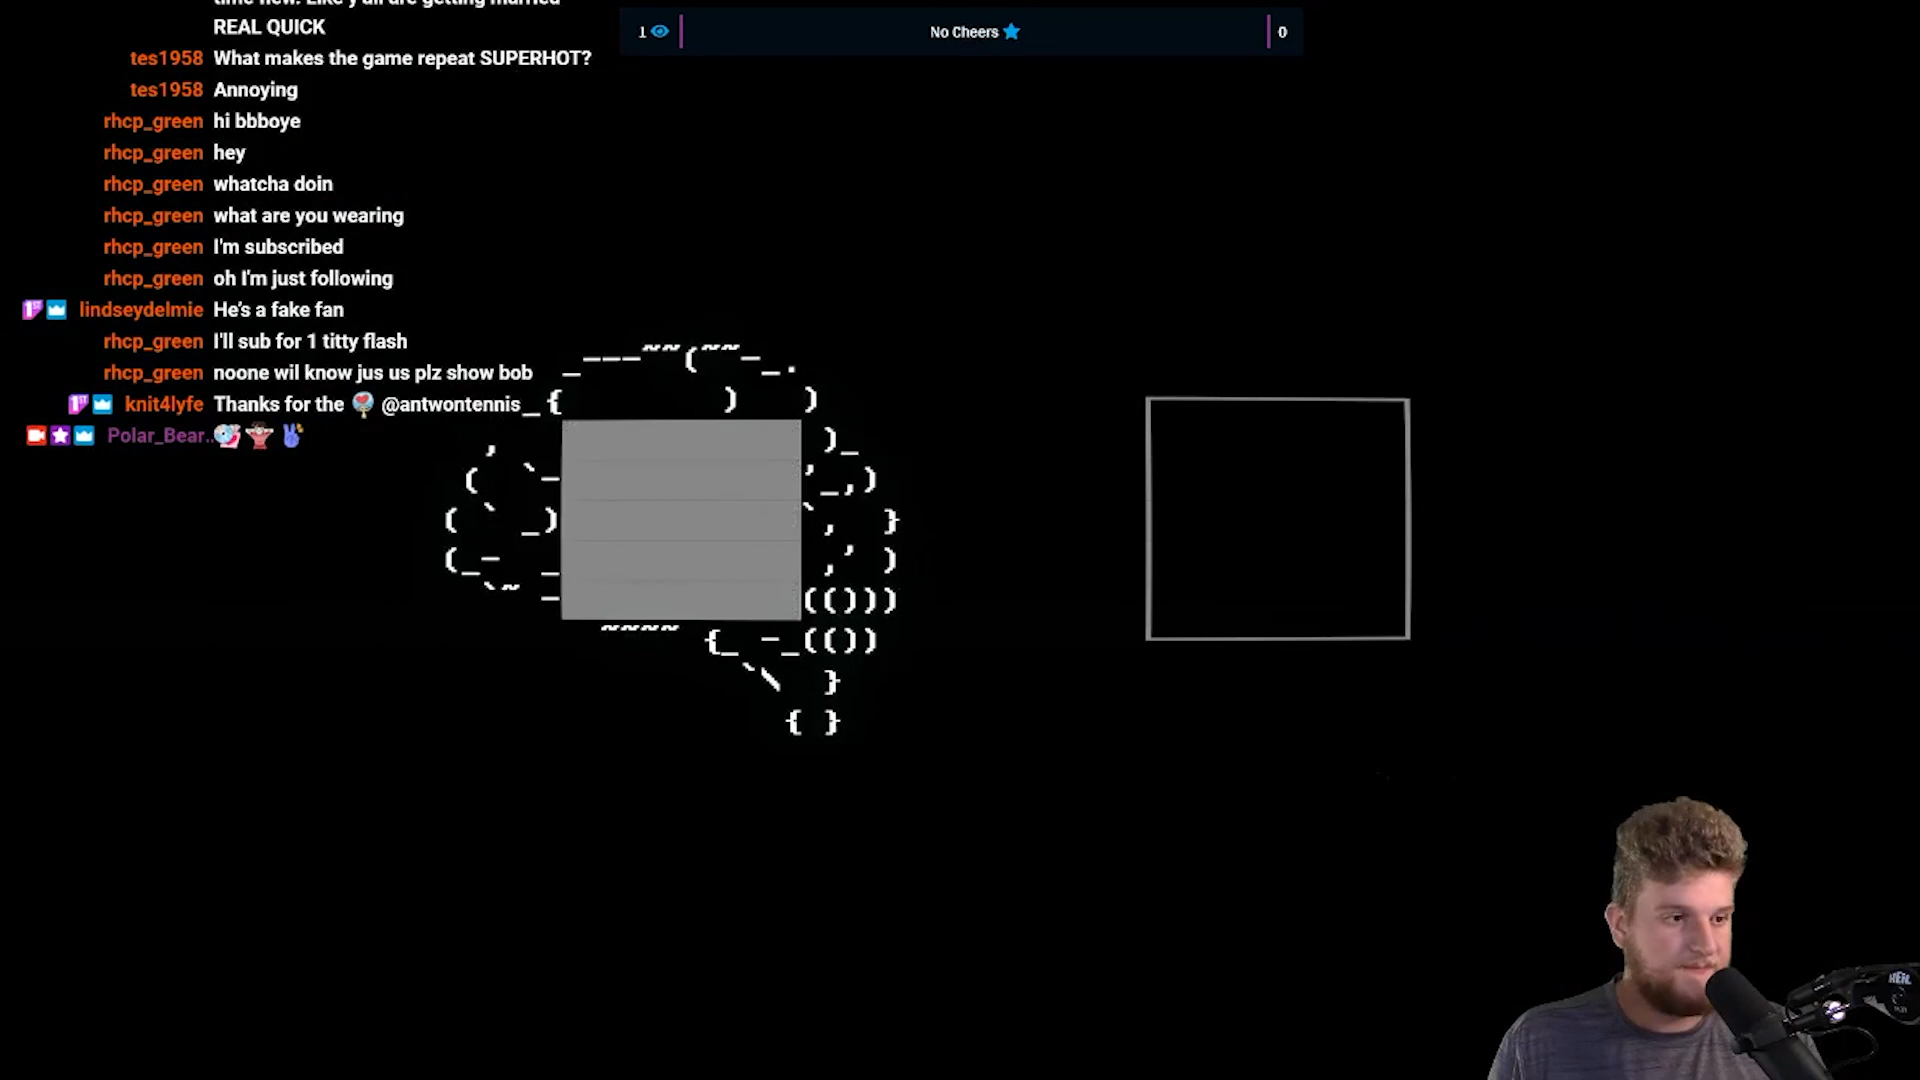 REAL QUICK
tes1958 What makes the game repeat SUPERHOT?
tes1958 Annoying
rhcp_green hi bbboye
rhcp_green hey
rhcp_green whatcha doin
rhcp_green what are you wearing
rhcp_green I'm subscribed
rhcp_green oh I'm just following
lindseydelmie He's a fake fan
rhcp_green I'll sub for 1 titty flash
rhcp_green noone wil know jus us plz show bob
knit4lyfe Thanks for the @antwontennis_
Polar_Bear..
1
No Cheers
0
HEIL